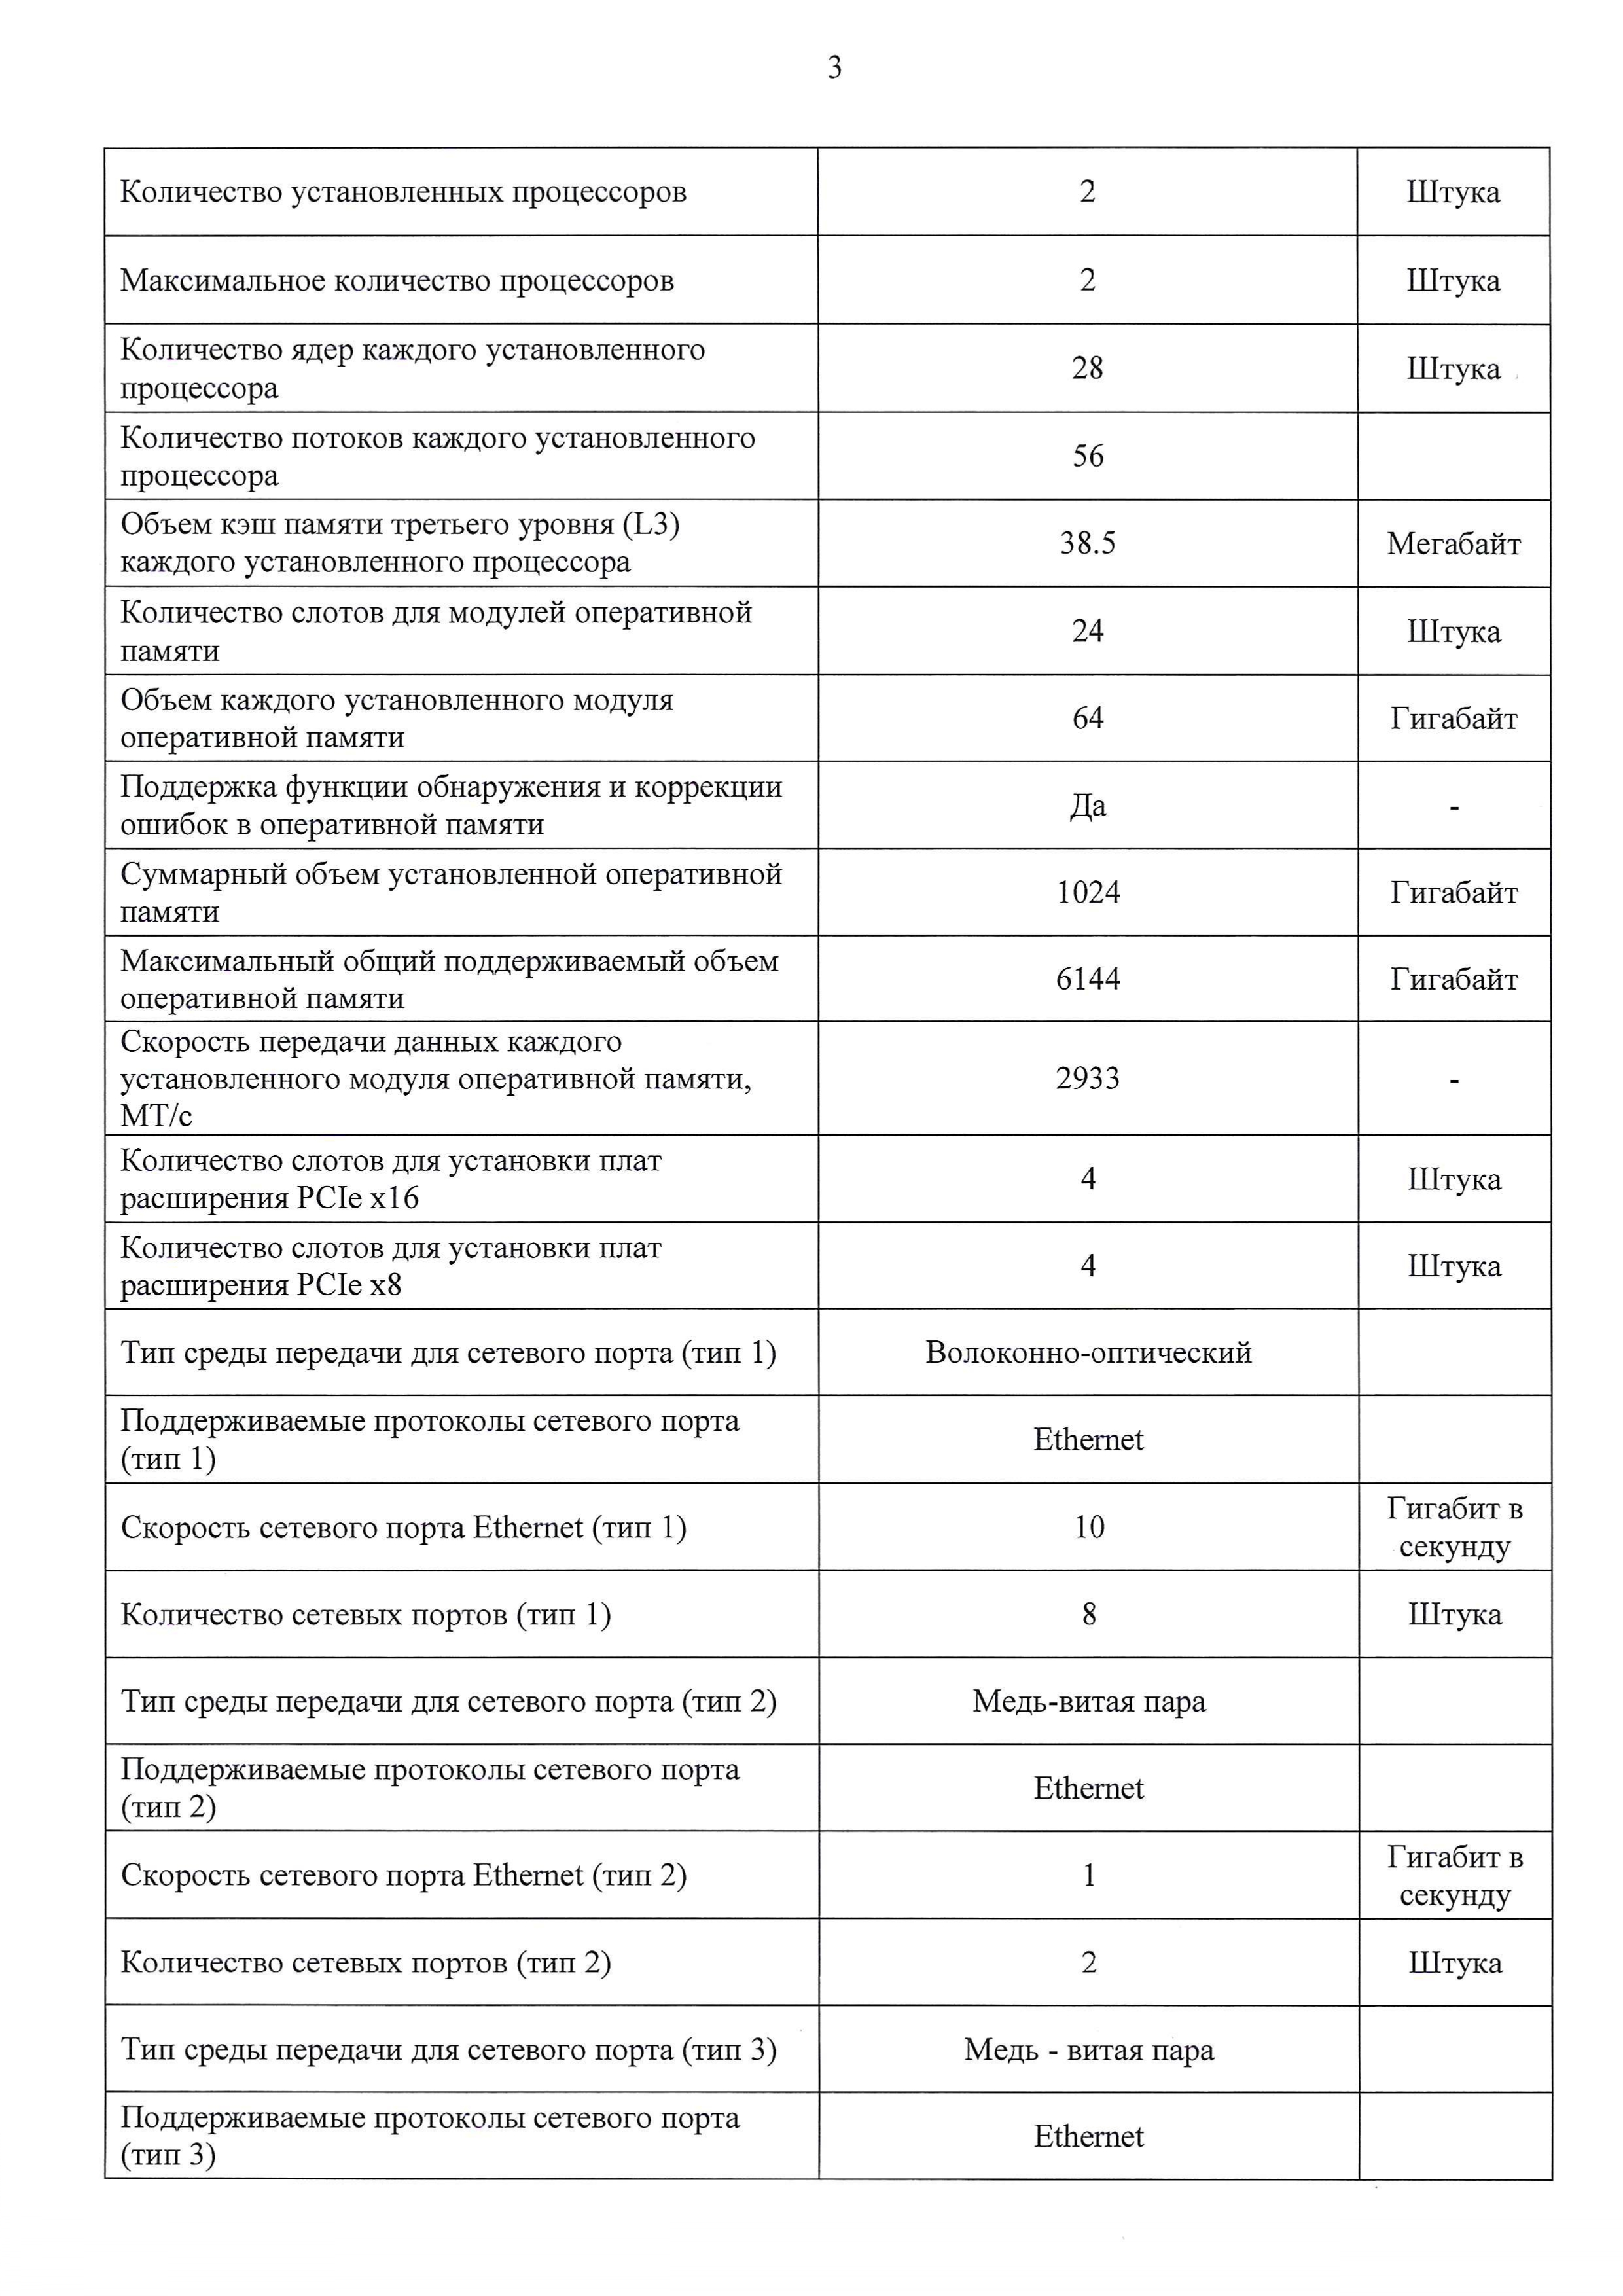 3
Количество установленных процессоров 2 Штука
Максимальное количество процессоров 2 Штука
Количество ядер каждого установленного
процессора 28 Штука
Количество потоков каждого установленного
процессора 56
Объем кэш памяти третьего уровня (L3)
каждого установленного процессора 38.5 Мегабайт
Количество слотов для модулей оперативной
памяти 24 Штука
Объем каждого установленного модуля
оперативной памяти 64 Гигабайт
Поддержка функции обнаружения и коррекции
ошибок в оперативной памяти Да -
Суммарный объем установленной оперативной
памяти 1024 Гигабайт
Максимальный общий поддерживаемый объем
оперативной памяти 6144 Гигабайт
Скорость передачи данных каждого
установленного модуля оперативной памяти,
МТ/с 2933 -
Количество слотов для установки плат
расширения PCIe x16 4 Штука
Количество слотов для установки плат
расширения PCIe x8 4 Штука
Тип среды передачи для сетевого порта (тип 1) Волоконно-оптический
Поддерживаемые протоколы сетевого порта
(тип 1) Ethernet
Скорость сетевого порта Ethernet (тип 1) 10 Гигабит в
секунду
Количество сетевых портов (тип 1) 8 Штука
Тип среды передачи для сетевого порта (тип 2) Медь-витая пара
Поддерживаемые протоколы сетевого порта
(тип 2) Ethernet
Скорость сетевого порта Ethernet (тип 2) 1 Гигабит в
секунду
Количество сетевых портов (тип 2) 2 Штука
Тип среды передачи для сетевого порта (тип 3) Медь - витая пара
Поддерживаемые протоколы сетевого порта
(тип 3) Ethernet